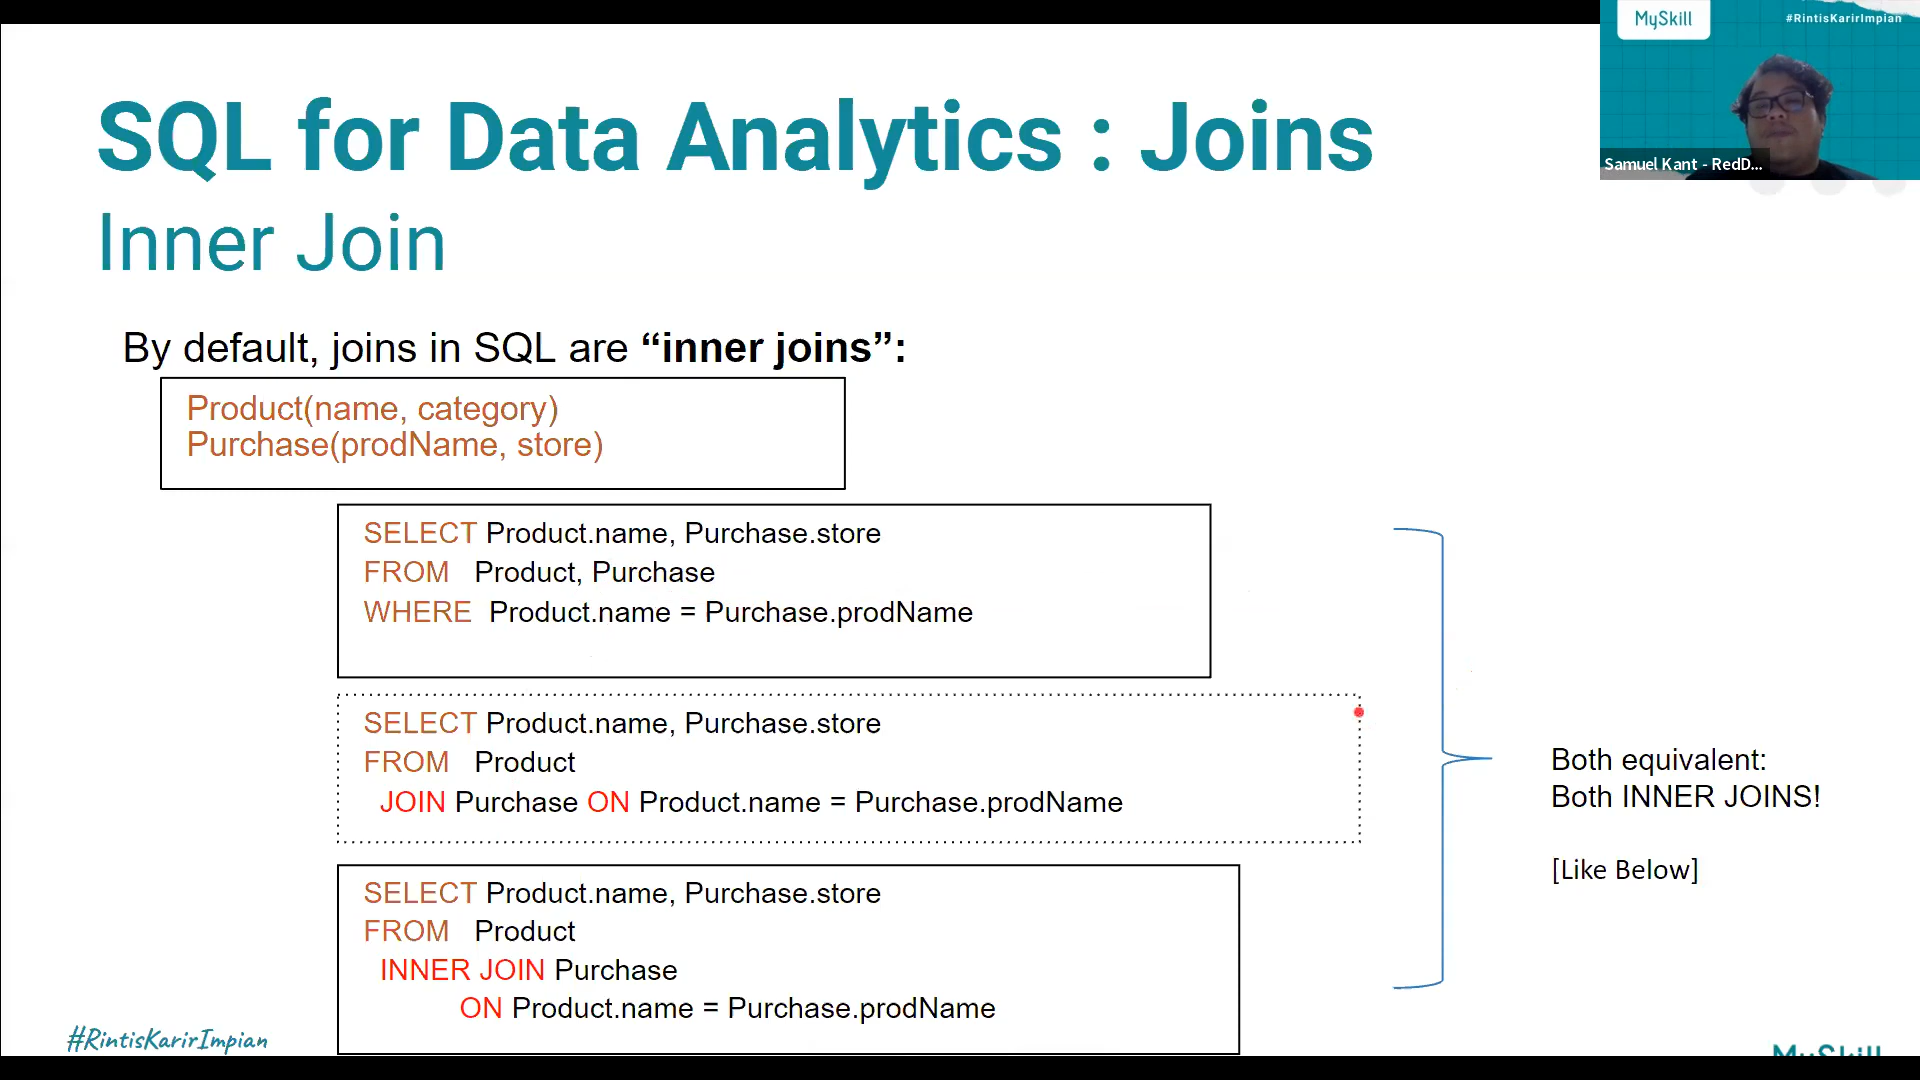 MySkill
#RintisKarirImpian
Samuel Kant - RedD...
SQL for Data Analytics : Joins
Inner Join
By default, joins in SQL are “inner joins”:
Product(name, category)
Purchase(prodName, store)
SELECT Product.name, Purchase.store
FROM Product, Purchase
WHERE Product.name = Purchase.prodName
SELECT Product.name, Purchase.store
FROM Product
JOIN Purchase ON Product.name = Purchase.prodName
SELECT Product.name, Purchase.store
FROM Product
INNER JOIN Purchase
ON Product.name = Purchase.prodName
Both equivalent:
Both INNER JOINS!
[Like Below]
#RintisKarirImpian
MySkill